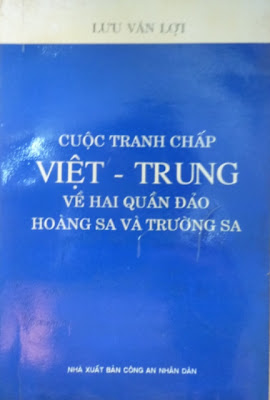 LƯU VĂN LỢI
CUỘC TRANH CHẤP
VIỆT - TRUNG
VỀ HAI QUẦN ĐẢO
HOÀNG SA VÀ TRƯỜNG SA
NHÀ XUẤT BẢN CÔNG AN NHÂN DÂN